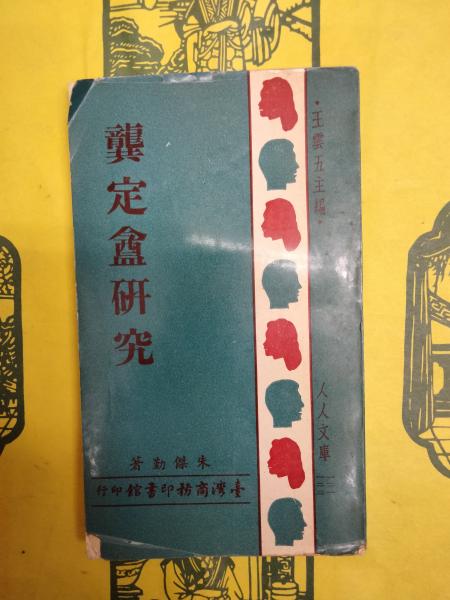 龔定盦研究
朱傑勤著
臺灣商務印書館印行
·王雲五主編·
人人文庫